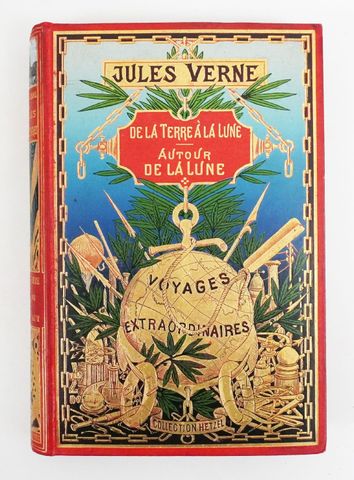 JULES VERNE
DE LA TERRE À LA LUNE
AUTOUR
DE LA LUNE
VOYAGES
EXTRAORDINAIRES
COLLECTION HETZEL